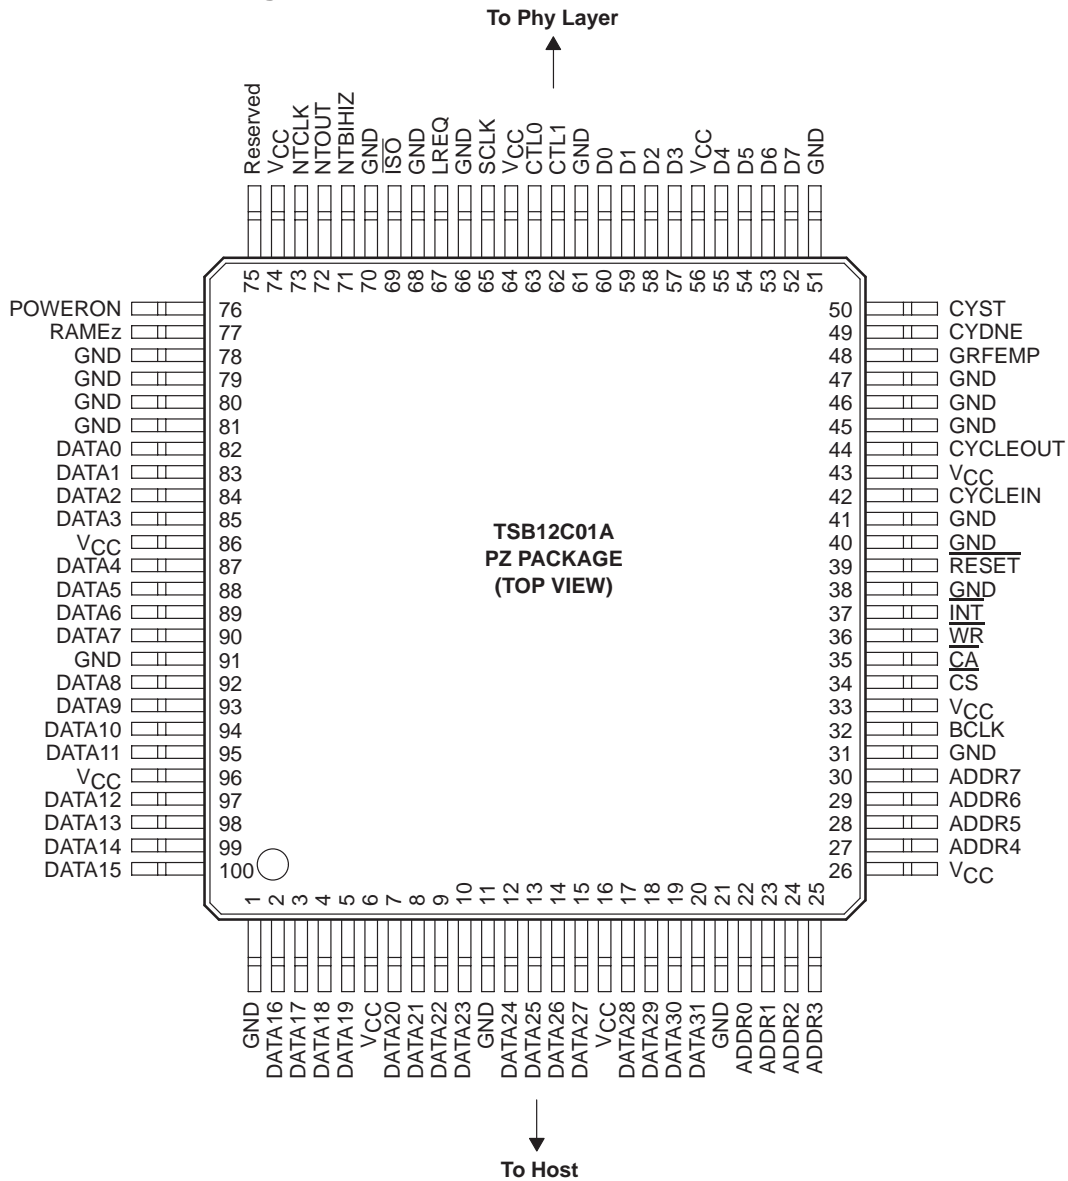 To Phy Layer
Reserved
VCC
NTCLK
NTOUT
NTBIHIZ
GND
ISO
GND
LREQ
GND
SCLK
VCC
CTL0
CTL1
GND
D0
D1
D2
D3
VCC
D4
D5
D6
D7
GND
75 74 73 72 71 70 69 68 67 66 65 64 63 62 61 60 59 58 57 56 55 54 53 52 51
POWERON 76
RAMEz 77
GND 78
GND 79
GND 80
GND 81
DATA0 82
DATA1 83
DATA2 84
DATA3 85
VCC 86
DATA4 87
DATA5 88
DATA6 89
DATA7 90
GND 91
DATA8 92
DATA9 93
DATA10 94
DATA11 95
VCC 96
DATA12 97
DATA13 98
DATA14 99
DATA15 100
TSB12C01A
PZ PACKAGE
(TOP VIEW)
50 CYST
49 CYDNE
48 GRFEMP
47 GND
46 GND
45 GND
44 CYCLEOUT
43 VCC
42 CYCLEIN
41 GND
40 GND
39 RESET
38 GND
37 INT
36 WR
35 CA
34 CS
33 VCC
32 BCLK
31 GND
30 ADDR7
29 ADDR6
28 ADDR5
27 ADDR4
26 VCC
1 2 3 4 5 6 7 8 9 10 11 12 13 14 15 16 17 18 19 20 21 22 23 24 25
GND
DATA16
DATA17
DATA18
DATA19
VCC
DATA20
DATA21
DATA22
DATA23
GND
DATA24
DATA25
DATA26
DATA27
VCC
DATA28
DATA29
DATA30
DATA31
GND
ADDR0
ADDR1
ADDR2
ADDR3
To Host